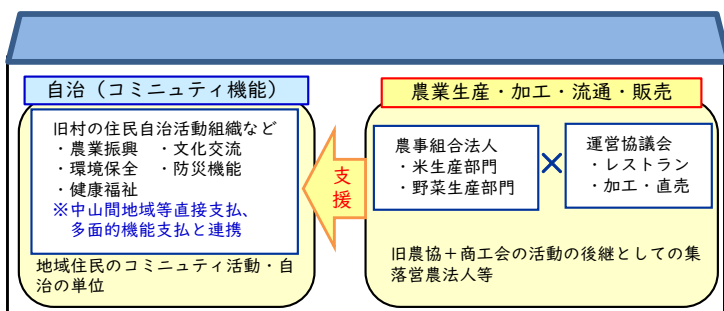 自治（コミュニティ機能）
旧村の住民自治活動組織など
・農業振興　・文化交流
・環境保全　・防災機能
・健康福祉
※中山間地域等直接支払、
多面的機能支払と連携
地域住民のコミュニティ活動・自
治の単位
支
援
農業生産・加工・流通・販売
農事組合法人
・米生産部門
・野菜生産部門
×
運営協議会
・レストラン
・加工・直売
旧農協＋商工会の活動の後継としての集
落営農法人等